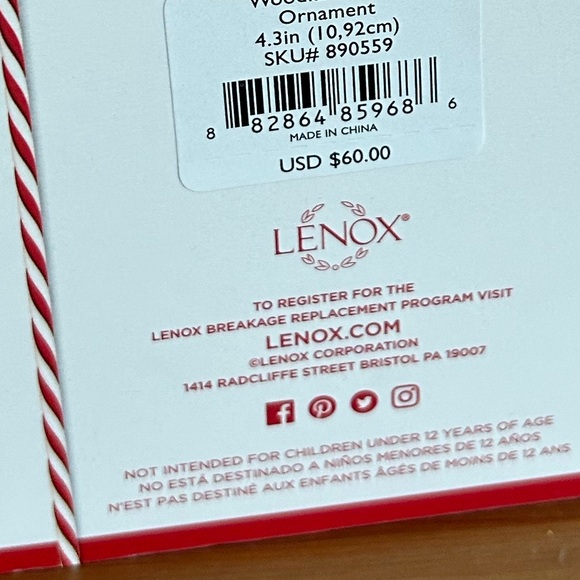 Ornament
4.3in (10,92cm)
SKU# 890559
8 82864 85968 6
MADE IN CHINA
USD $60.00
LENOX®
TO REGISTER FOR THE
LENOX BREAKAGE REPLACEMENT PROGRAM VISIT
LENOX.COM
©LENOX CORPORATION
1414 RADCLIFFE STREET BRISTOL PA 19007
NOT INTENDED FOR CHILDREN UNDER 12 YEARS OF AGE
NO ESTÁ DESTINADO A NIÑOS MENORES DE 12 AÑOS
N'EST PAS DESTINÉ AUX ENFANTS ÂGÉS DE MOINS DE 12 ANS